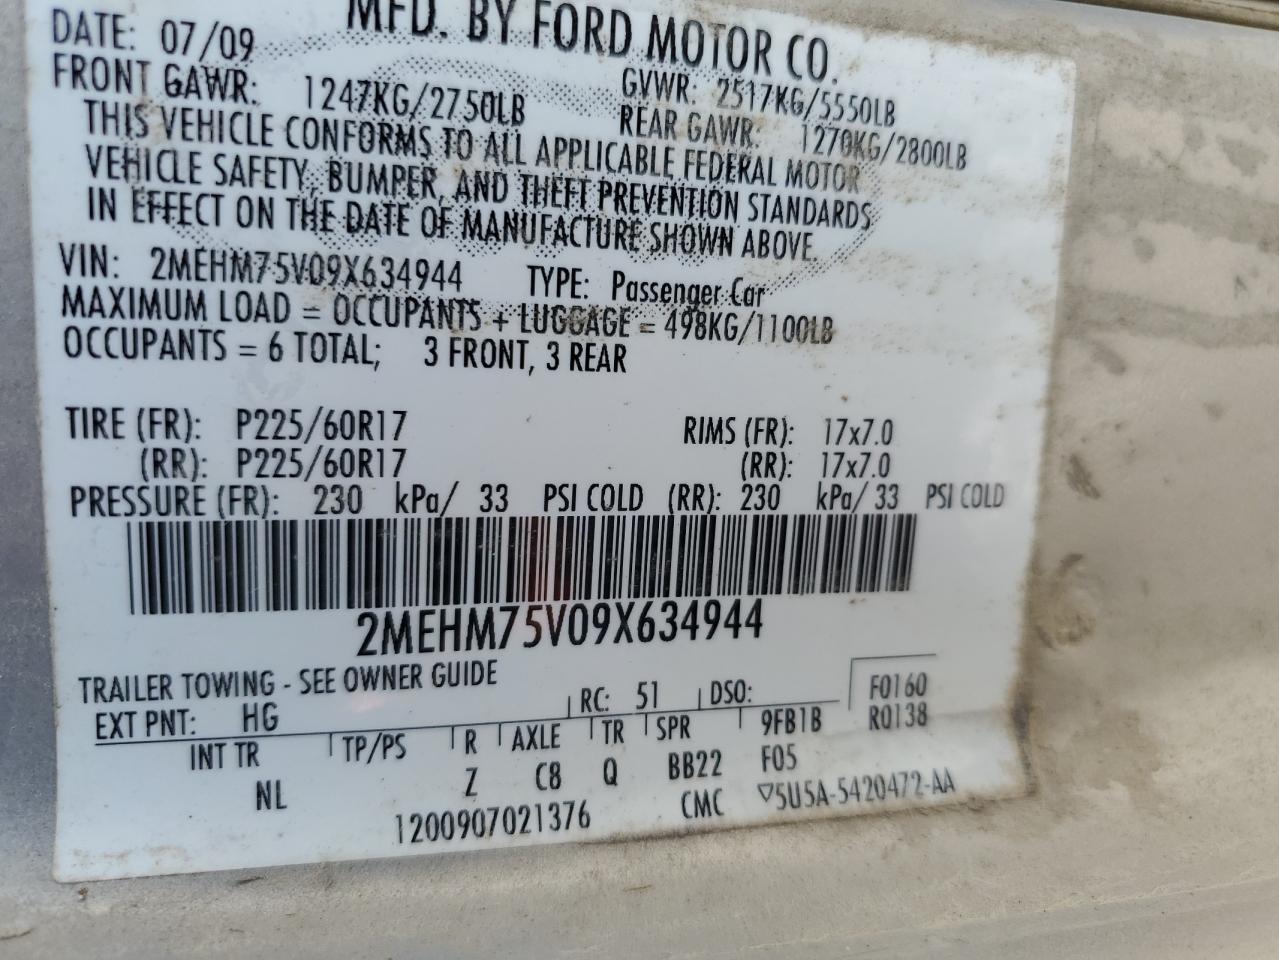 MFD. BY FORD MOTOR CO.
DATE: 07/09 GVWR: 2517KG/5550LB
FRONT GAWR: 1247KG/2750LB REAR GAWR: 1270KG/2800LB
THIS VEHICLE CONFORMS TO ALL APPLICABLE FEDERAL MOTOR
VEHICLE SAFETY, BUMPER, AND THEFT PREVENTION STANDARDS
IN EFFECT ON THE DATE OF MANUFACTURE SHOWN ABOVE.
VIN: 2MEHM75V09X634944 TYPE: Passenger Car
MAXIMUM LOAD = OCCUPANTS + LUGGAGE = 498KG/1100LB
OCCUPANTS = 6 TOTAL; 3 FRONT, 3 REAR
TIRE (FR): P225/60R17 RIMS (FR): 17x7.0
(RR): P225/60R17 (RR): 17x7.0
PRESSURE (FR): 230 kPa/ 33 PSI COLD (RR): 230 kPa/ 33 PSI COLD
2MEHM75V09X634944
TRAILER TOWING - SEE OWNER GUIDE
EXT PNT: HG RC: 51 DSO: F0160
INT TR TP/PS R AXLE TR SPR 9FB1B R0138
NL Z C8 Q BB22 F05
1200907021376 CMC ▽5U5A-5420472-AA